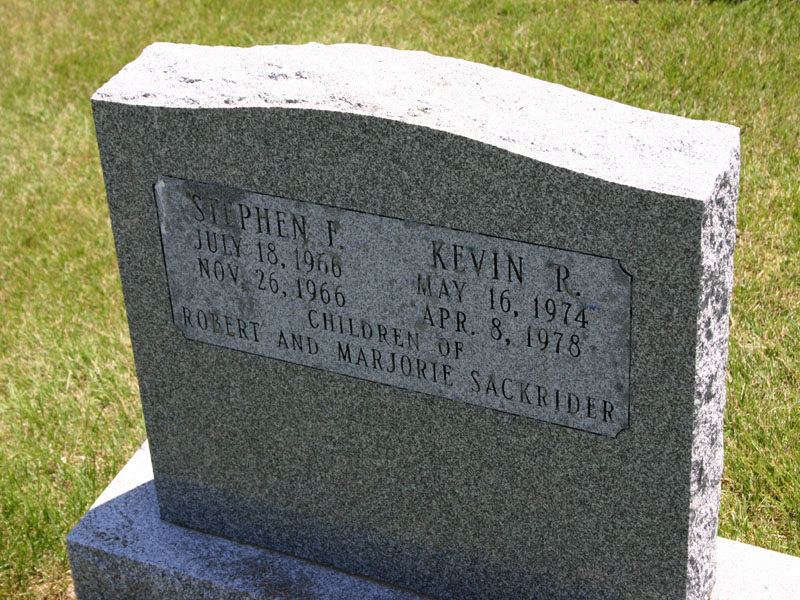 STEPHEN F.
JULY 18, 1966
NOV. 26, 1966
KEVIN R.
MAY 16, 1974
APR. 8, 1978
CHILDREN OF
ROBERT AND MARJORIE SACKRIDER